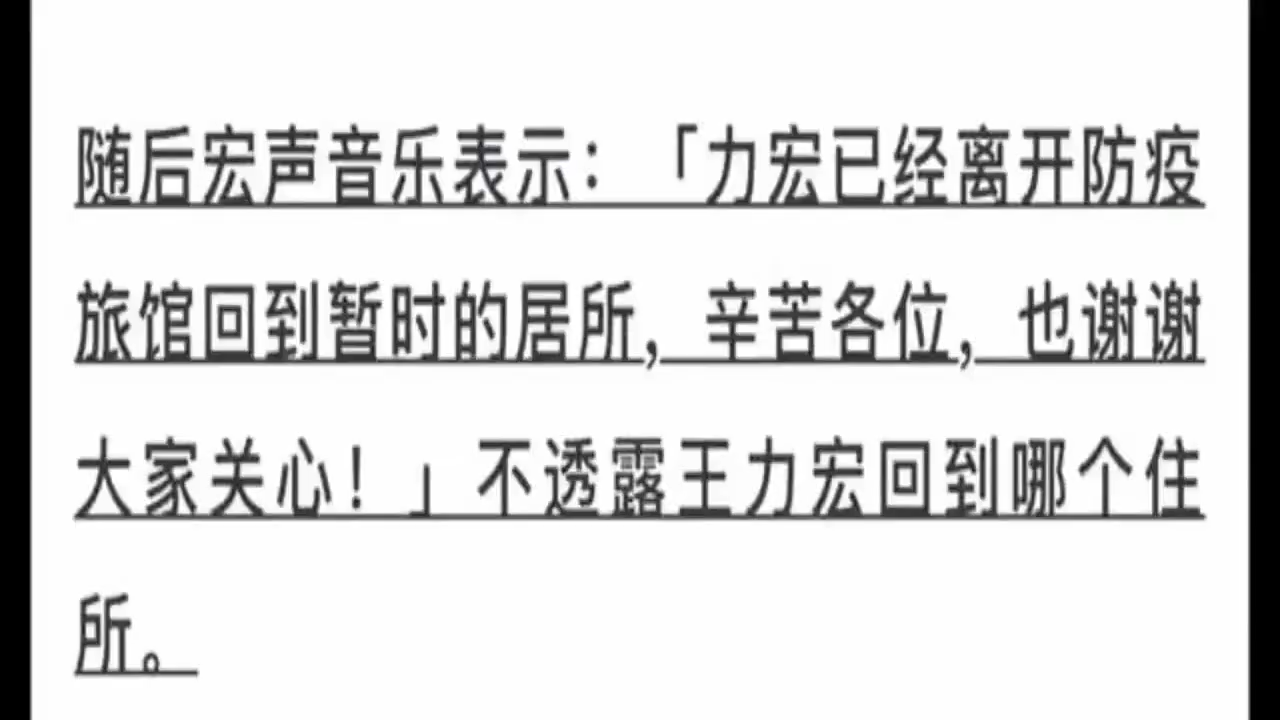 随后宏声音乐表示：「力宏已经离开防疫
旅馆回到暂时的居所，辛苦各位，也谢谢
大家关心！」不透露王力宏回到哪个住
所。